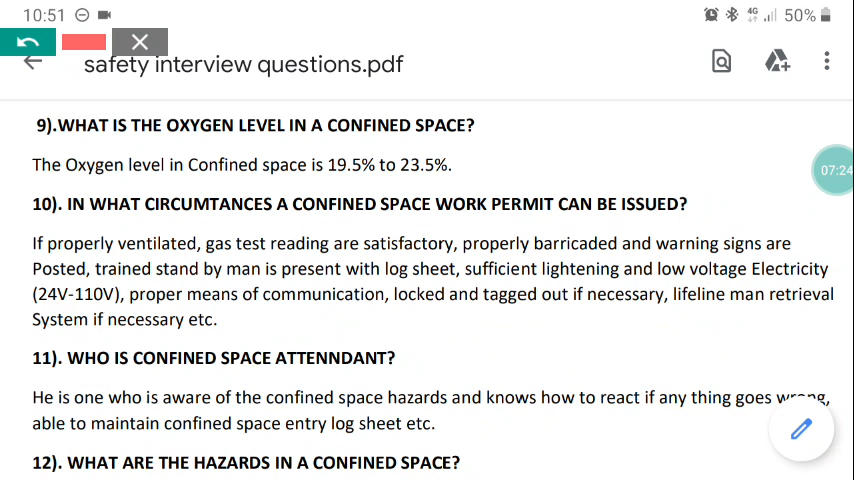 10:51 4G 50%
safety interview questions.pdf
9).WHAT IS THE OXYGEN LEVEL IN A CONFINED SPACE?
The Oxygen level in Confined space is 19.5% to 23.5%.
07:24
10). IN WHAT CIRCUMTANCES A CONFINED SPACE WORK PERMIT CAN BE ISSUED?
If properly ventilated, gas test reading are satisfactory, properly barricaded and warning signs are
Posted, trained stand by man is present with log sheet, sufficient lightening and low voltage Electricity
(24V-110V), proper means of communication, locked and tagged out if necessary, lifeline man retrieval
System if necessary etc.
11). WHO IS CONFINED SPACE ATTENNDANT?
He is one who is aware of the confined space hazards and knows how to react if any thing goes wrong,
able to maintain confined space entry log sheet etc.
12). WHAT ARE THE HAZARDS IN A CONFINED SPACE?